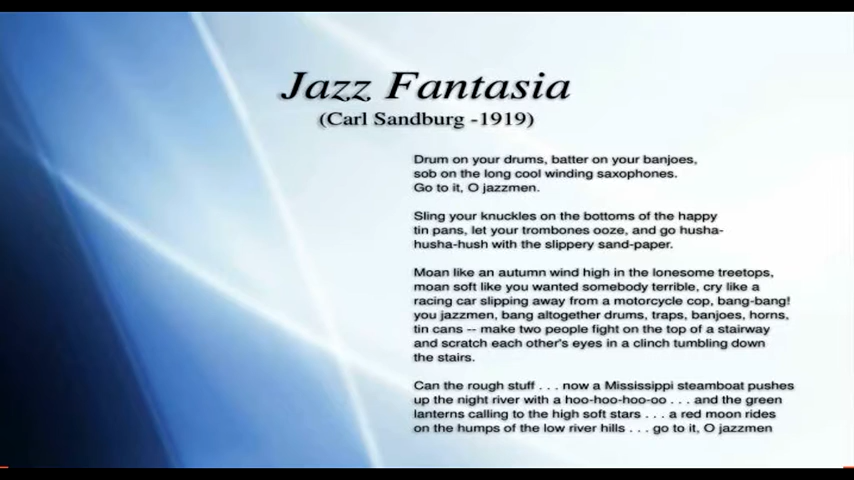 Jazz Fantasia
(Carl Sandburg -1919)
Drum on your drums, batter on your banjoes,
sob on the long cool winding saxophones.
Go to it, O jazzmen.
Sling your knuckles on the bottoms of the happy
tin pans, let your trombones ooze, and go husha-
husha-hush with the slippery sand-paper.
Moan like an autumn wind high in the lonesome treetops,
moan soft like you wanted somebody terrible, cry like a
racing car slipping away from a motorcycle cop, bang-bang!
you jazzmen, bang altogether drums, traps, banjoes, horns,
tin cans -- make two people fight on the top of a stairway
and scratch each other's eyes in a clinch tumbling down
the stairs.
Can the rough stuff . . . now a Mississippi steamboat pushes
up the night river with a hoo-hoo-hoo-oo . . . and the green
lanterns calling to the high soft stars . . . a red moon rides
on the humps of the low river hills . . . go to it, O jazzmen